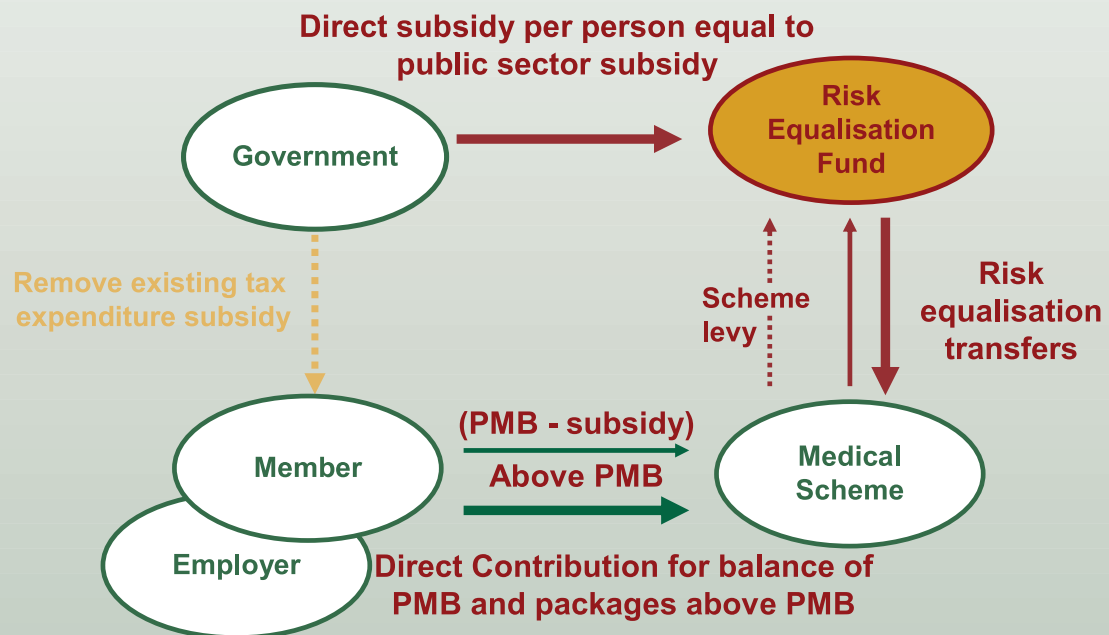 Direct subsidy per person equal to
public sector subsidy
Risk
Equalisation
Fund
Government
Remove existing tax
expenditure subsidy
Scheme
levy
Risk
equalisation
transfers
(PMB - subsidy)
Above PMB
Member
Medical
Scheme
Employer
Direct Contribution for balance of
PMB and packages above PMB